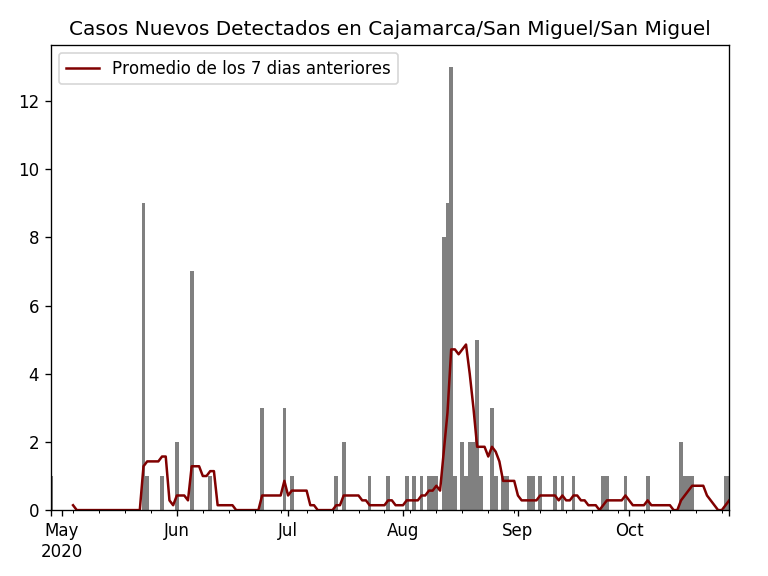 Casos Nuevos Detectados en Cajamarca/San Miguel/San Miguel
Promedio de los 7 dias anteriores
12
10
8
6
4
2
0
May Jun Jul Aug Sep Oct
2020